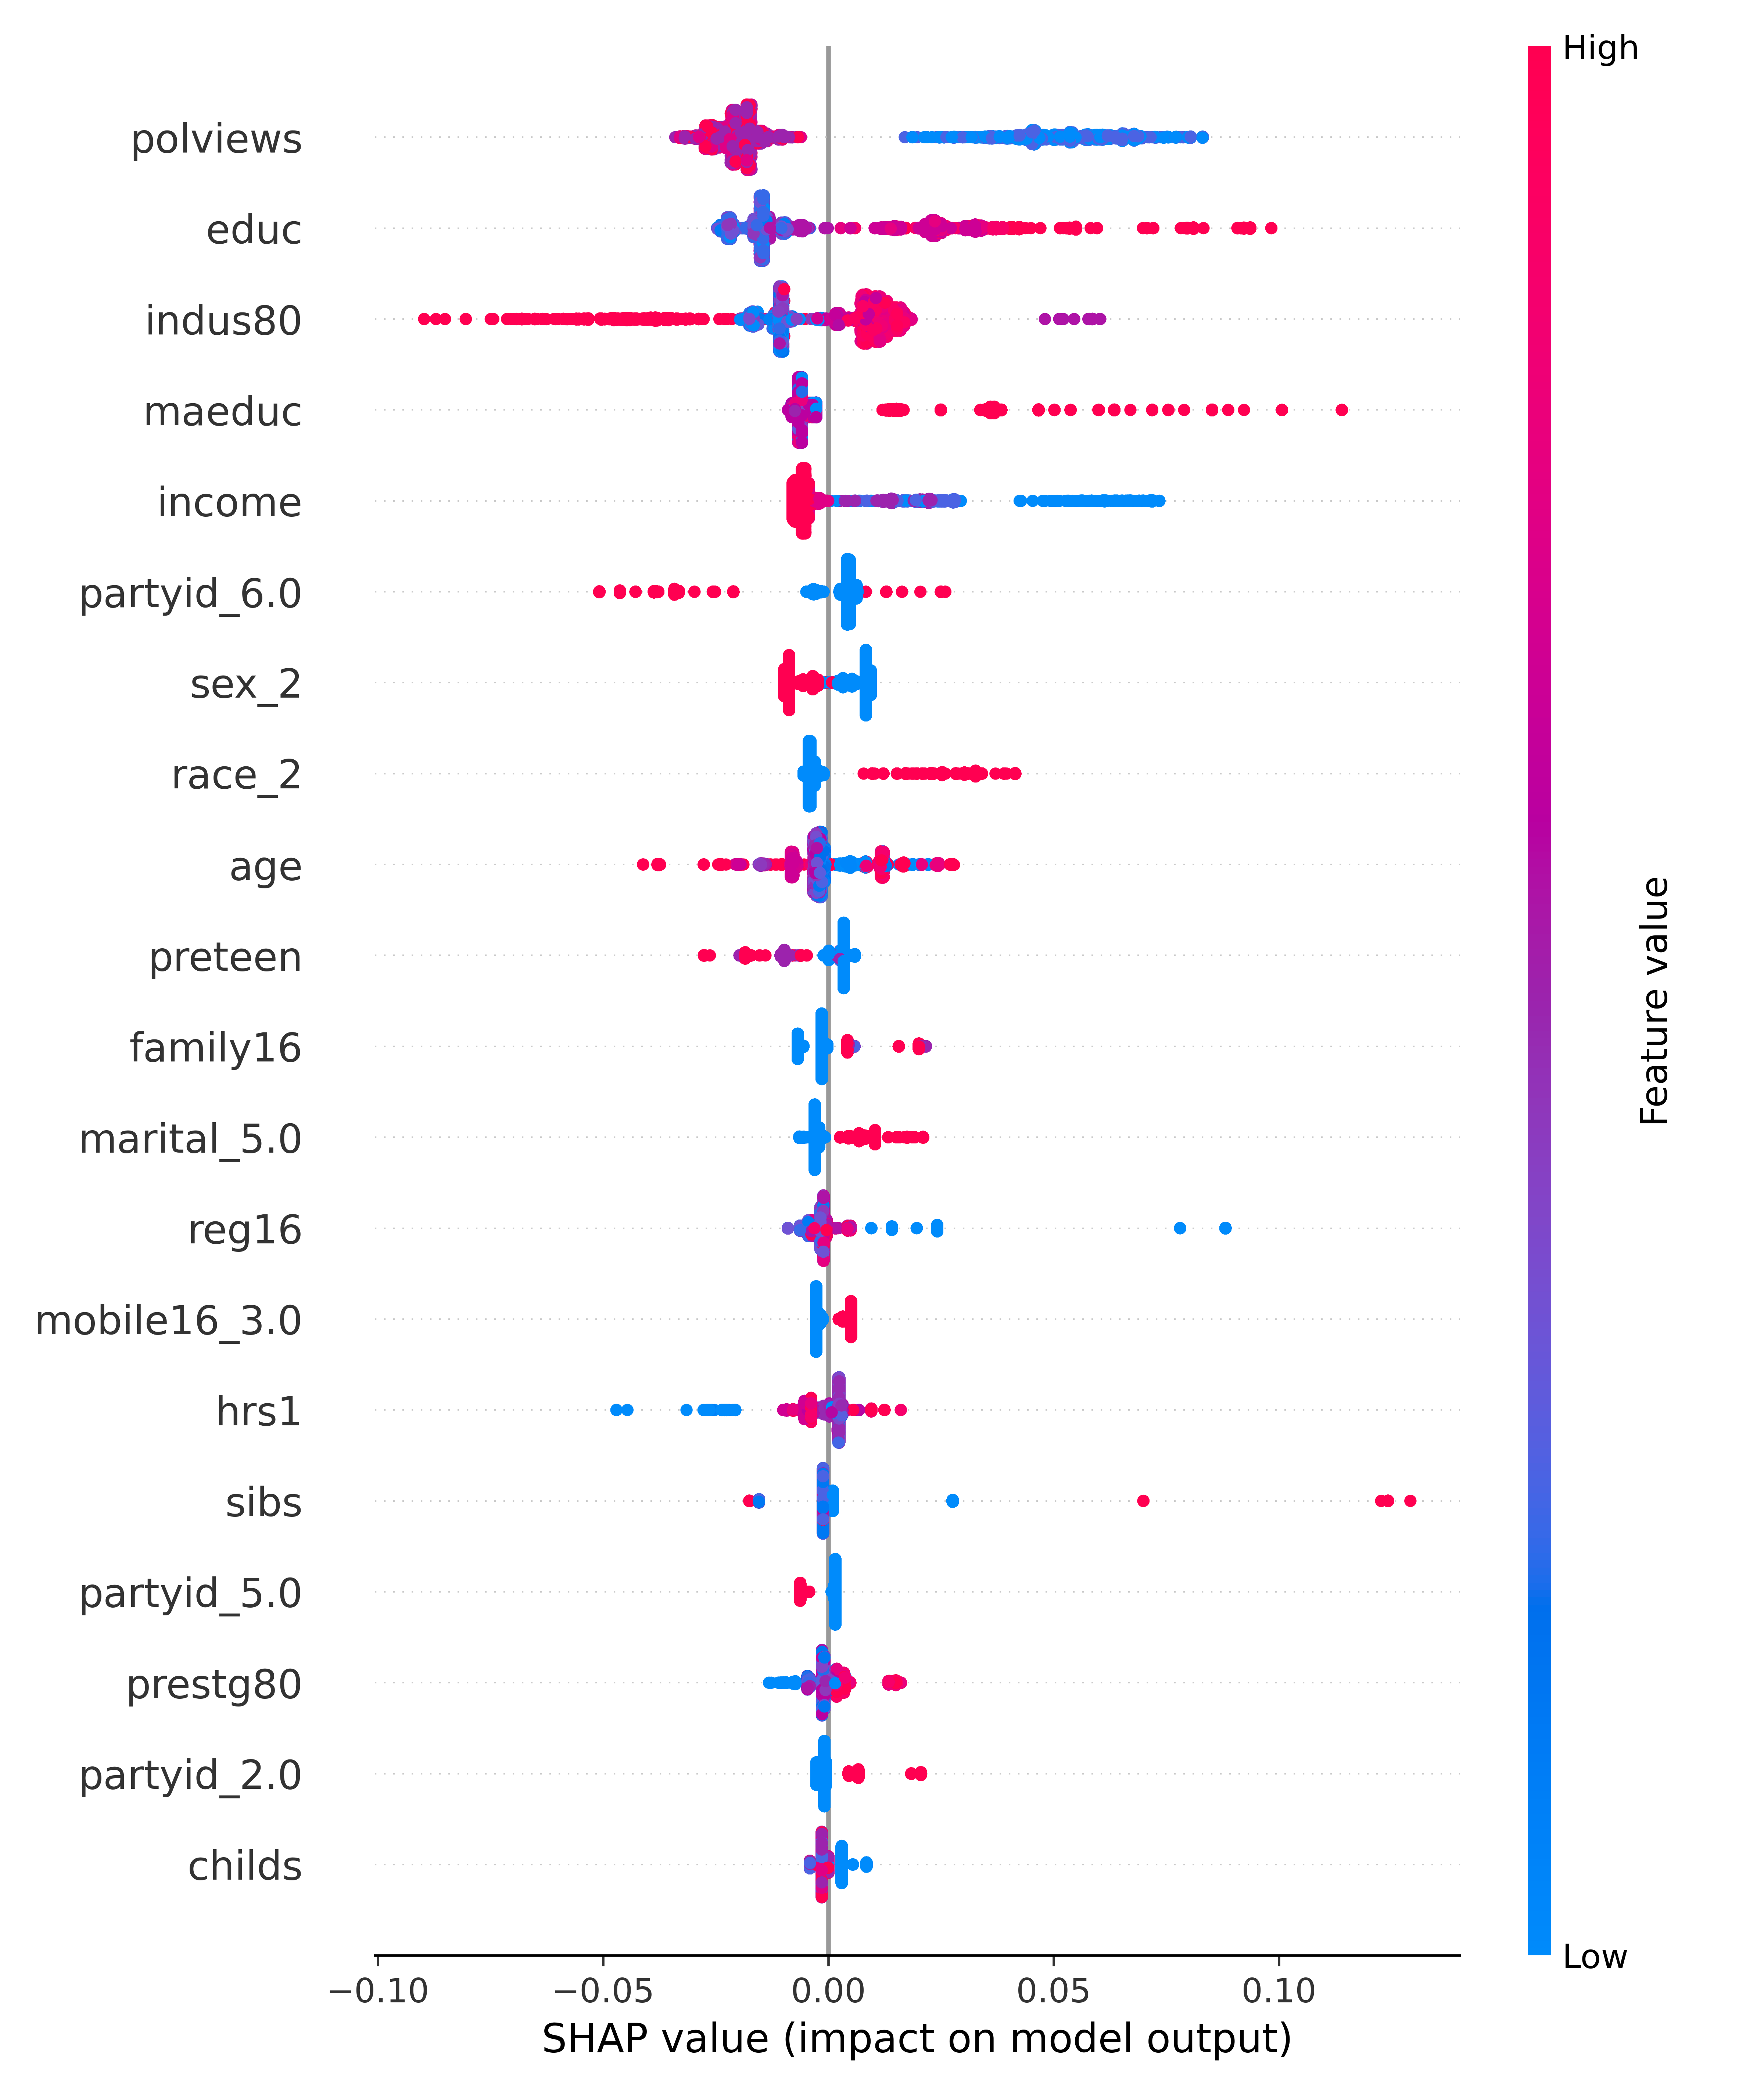 High
polviews
educ
indus80
maeduc
income
partyid_6.0
sex_2
race_2
age
preteen
family16
marital_5.0
reg16
mobile16_3.0
hrs1
sibs
partyid_5.0
prestg80
partyid_2.0
childs
Feature value
Low
−0.10 −0.05 0.00 0.05 0.10
SHAP value (impact on model output)